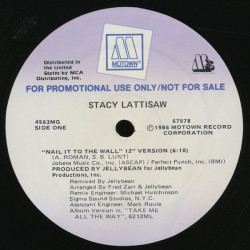 MOTOWN®
Distributed in
the United
States by MCA
Distributing, Inc.
FOR PROMOTIONAL USE ONLY/NOT FOR SALE
STACY LATTISAW
4563MG
SIDE ONE
67578
℗ 1986 MOTOWN RECORD
CORPORATION
"NAIL IT TO THE WALL" 12" VERSION (6:10)
(A. ROMAN, S. B. LUNT)
Jobete Music Co., Inc. (ASCAP) / Perfect Punch, Inc. (BMI)
PRODUCED BY JELLYBEAN for Jellybean
Productions, Inc.
Remixed By Jellybean
Arranged By Fred Zarr & Jellybean
Remix Engineer: Michael Hutchinson
Sigma Sound Studios, N.Y.C.
Assistant Engineer: Mark Roule
Album Version in, "TAKE ME
ALL THE WAY", 6212ML